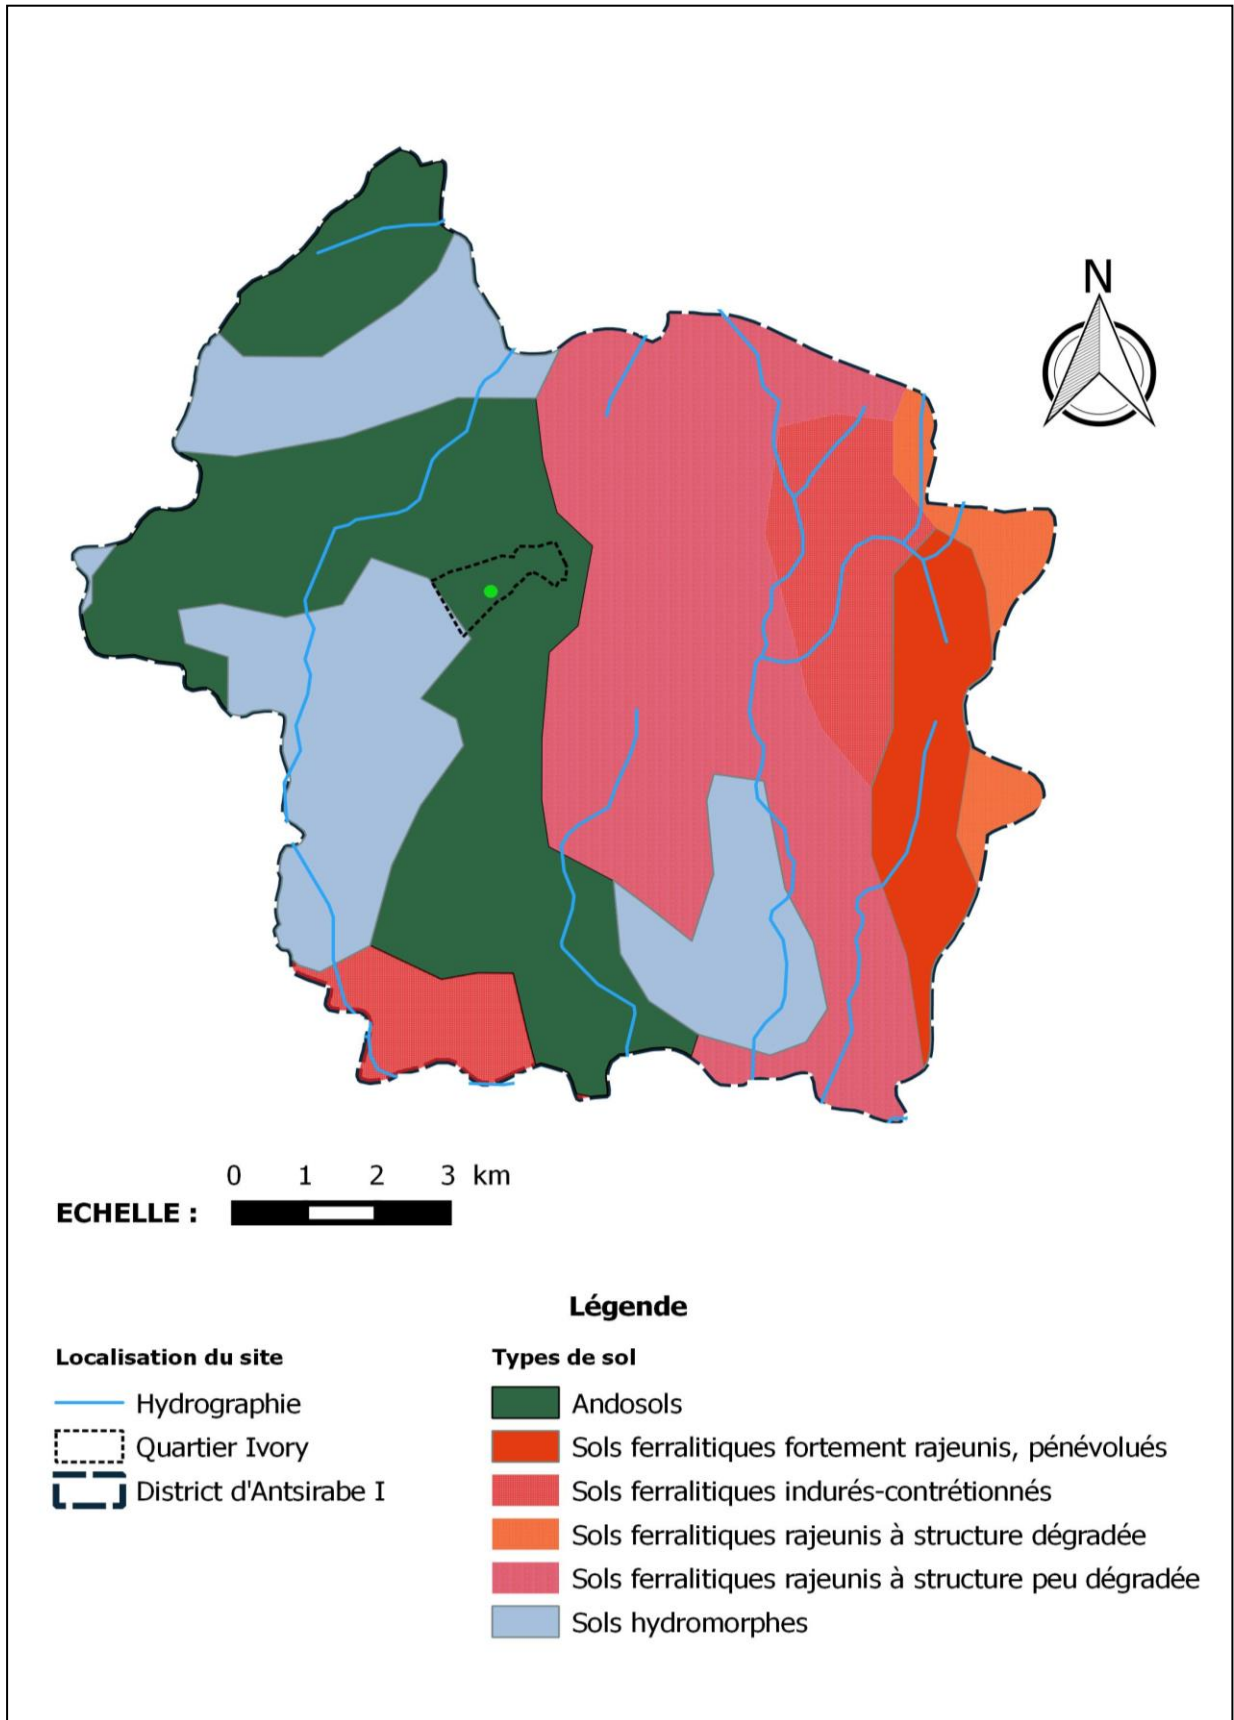 N
0 1 2 3 km
ECHELLE :
Légende
Localisation du site
Hydrographie
Quartier Ivory
District d'Antsirabe I
Types de sol
Andosols
Sols ferralitiques fortement rajeunis, pénévolués
Sols ferralitiques indurés-contrétionnés
Sols ferralitiques rajeunis à structure dégradée
Sols ferralitiques rajeunis à structure peu dégradée
Sols hydromorphes